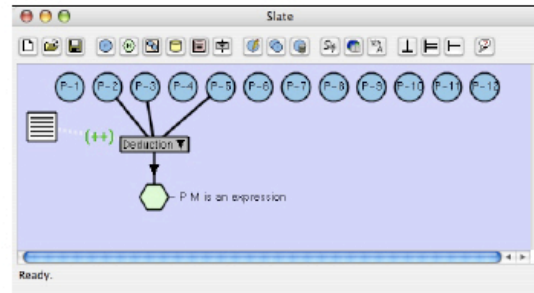 Slate
P-1 P-2 P-3 P-4 P-5 P-6 P-7 P-8 P-9 P-10 P-11 P-12
(++) Deduction ▼
P M is an expression
Ready.